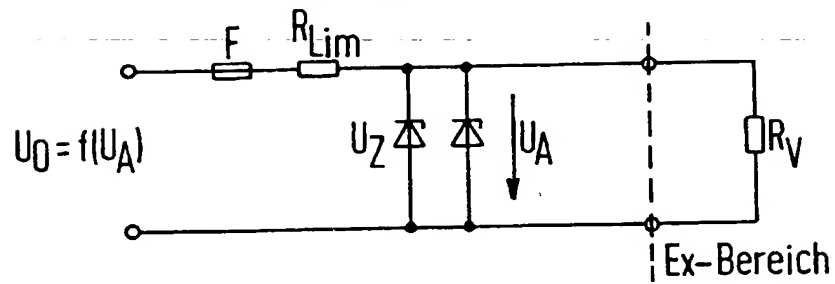 F
R_Lim
U_0 = f(U_A)
U_Z
U_A
R_V
Ex-Bereich